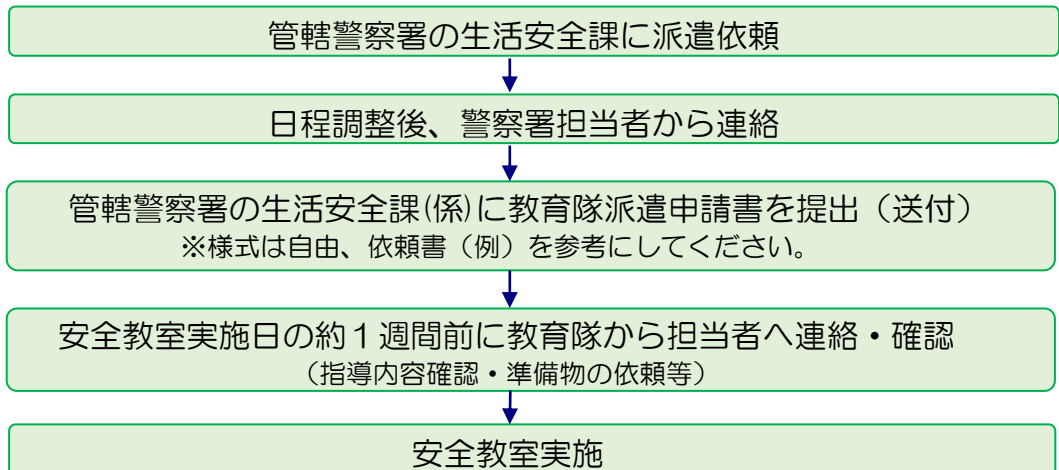 管轄警察署の生活安全課に派遣依頼
日程調整後、警察署担当者から連絡
管轄警察署の生活安全課(係)に教育隊派遣申請書を提出（送付）
※様式は自由、依頼書（例）を参考にしてください。
安全教室実施日の約１週間前に教育隊から担当者へ連絡・確認
（指導内容確認・準備物の依頼等）
安全教室実施